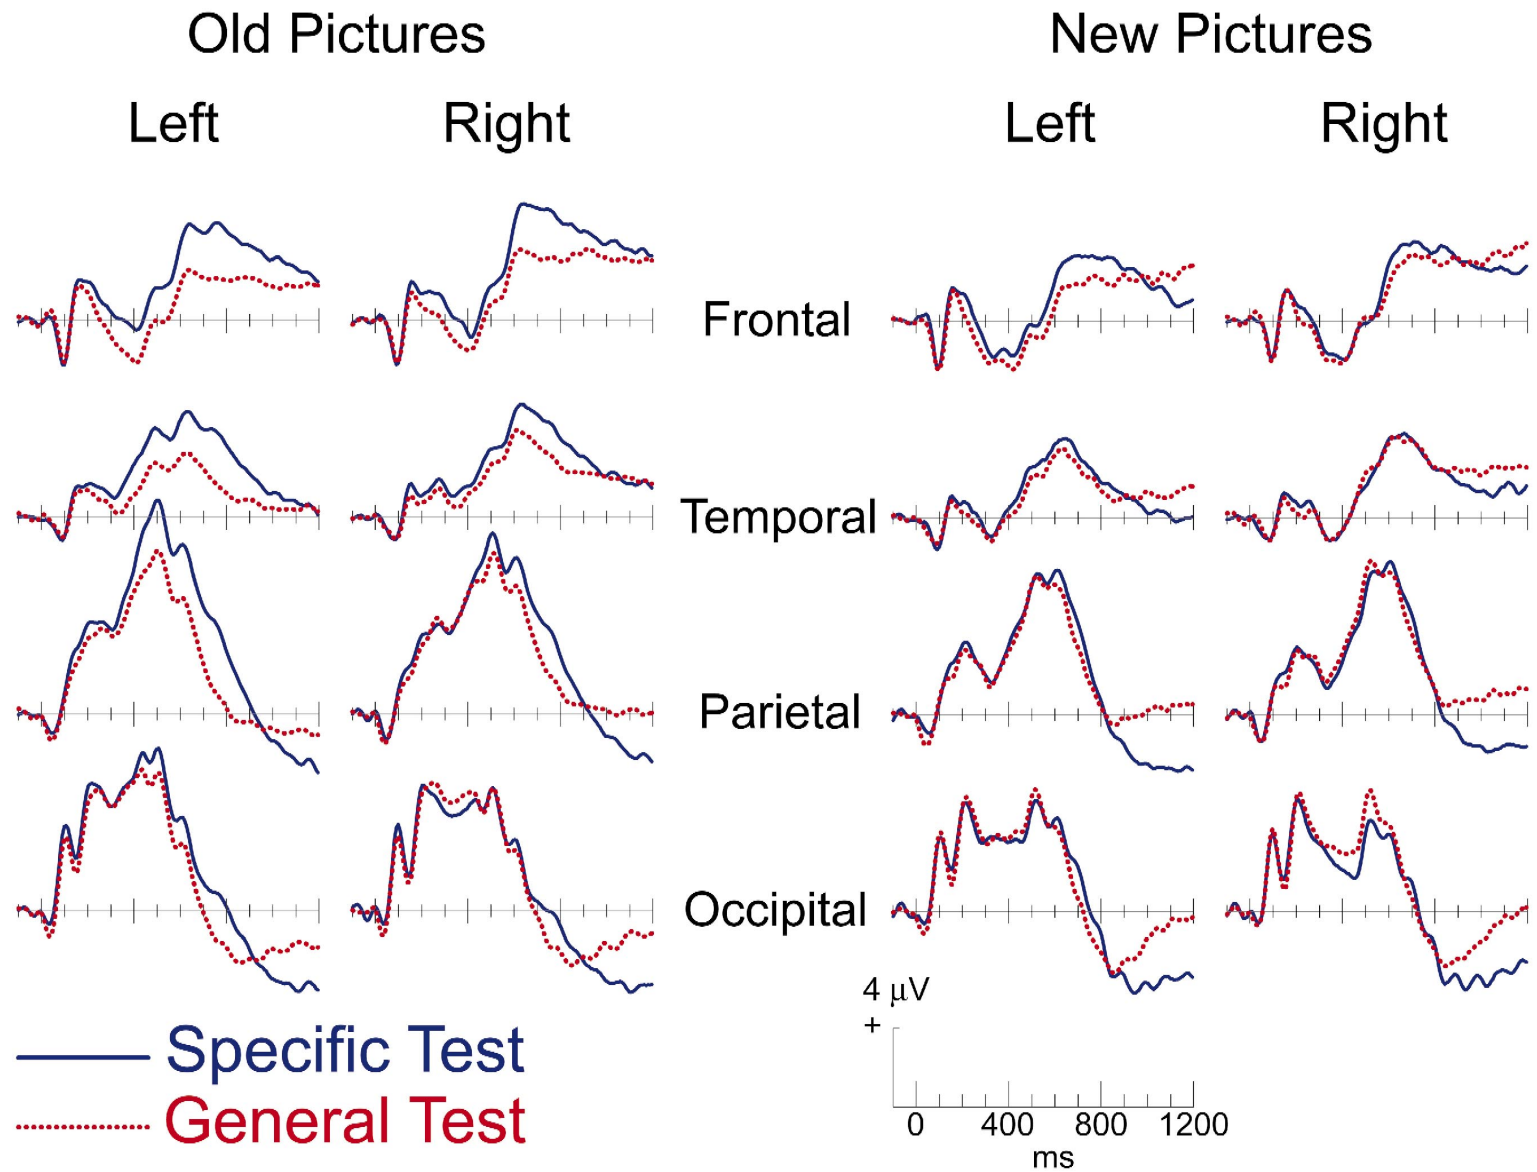 Old Pictures
New Pictures
Left
Right
Left
Right
Frontal
Temporal
Parietal
Occipital
4 μV
+
Specific Test
General Test
0 400 800 1200
ms